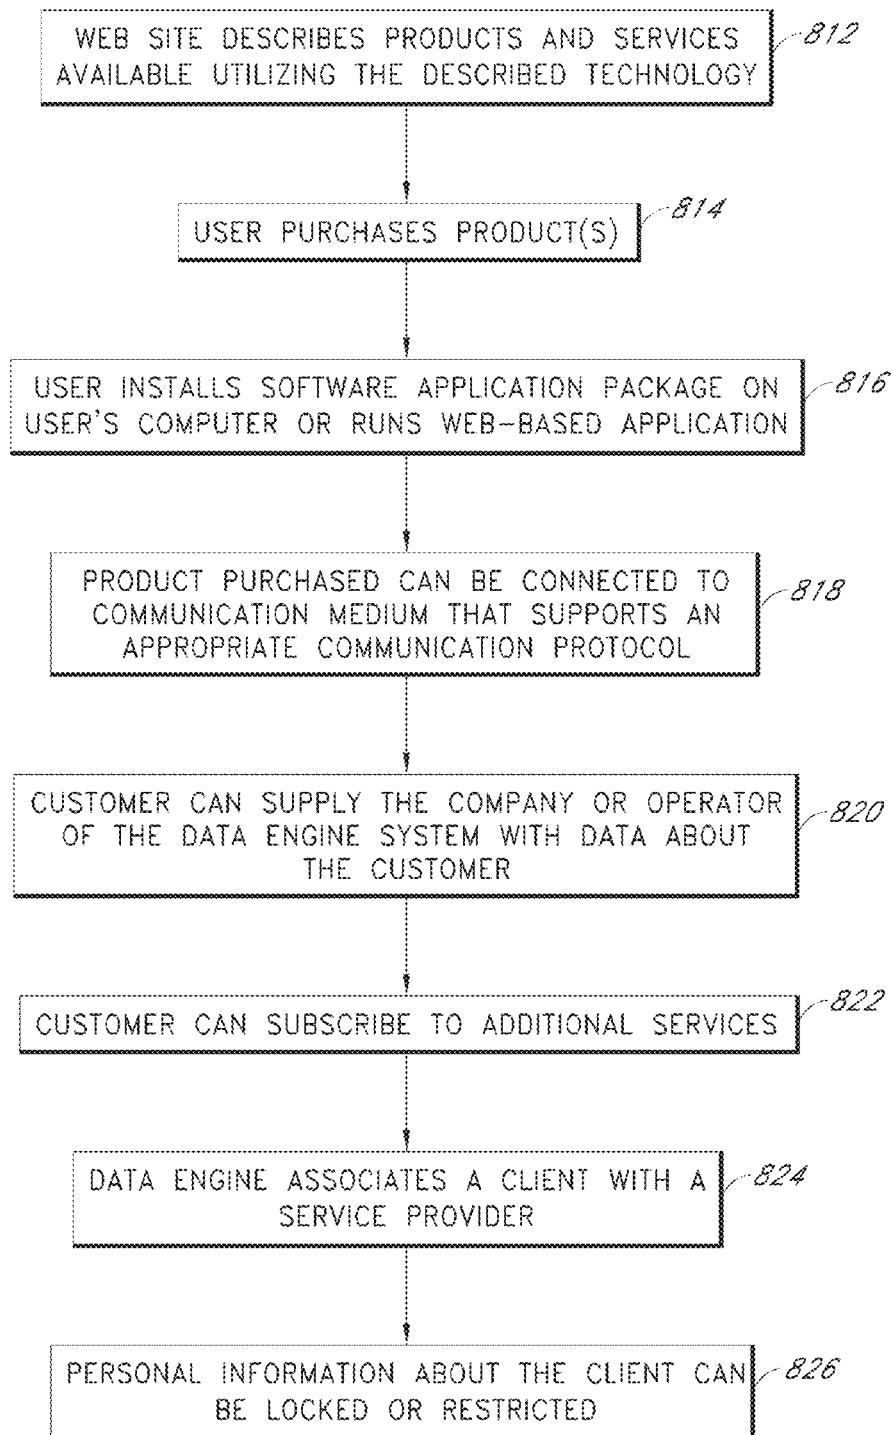 WEB SITE DESCRIBES PRODUCTS AND SERVICES
AVAILABLE UTILIZING THE DESCRIBED TECHNOLOGY
812
USER PURCHASES PRODUCT(S)
814
USER INSTALLS SOFTWARE APPLICATION PACKAGE ON
USER'S COMPUTER OR RUNS WEB-BASED APPLICATION
816
PRODUCT PURCHASED CAN BE CONNECTED TO
COMMUNICATION MEDIUM THAT SUPPORTS AN
APPROPRIATE COMMUNICATION PROTOCOL
818
CUSTOMER CAN SUPPLY THE COMPANY OR OPERATOR
OF THE DATA ENGINE SYSTEM WITH DATA ABOUT
THE CUSTOMER
820
CUSTOMER CAN SUBSCRIBE TO ADDITIONAL SERVICES
822
DATA ENGINE ASSOCIATES A CLIENT WITH A
SERVICE PROVIDER
824
PERSONAL INFORMATION ABOUT THE CLIENT CAN
BE LOCKED OR RESTRICTED
826